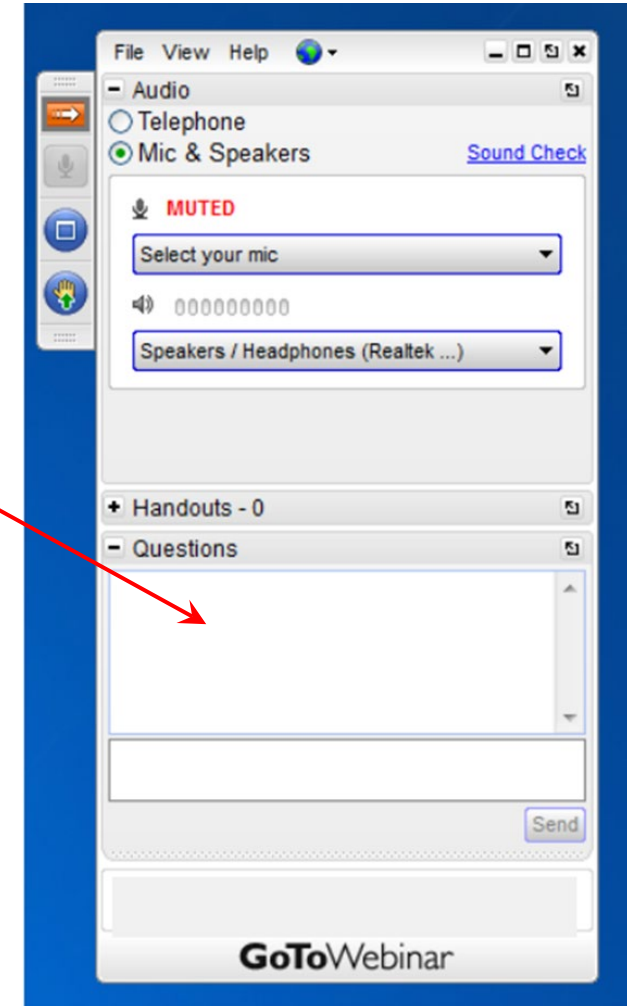 File View Help
Audio
Telephone
Mic & Speakers Sound Check
MUTED
Select your mic
000000000
Speakers / Headphones (Realtek ...)
Handouts - 0
Questions
Send
GoToWebinar